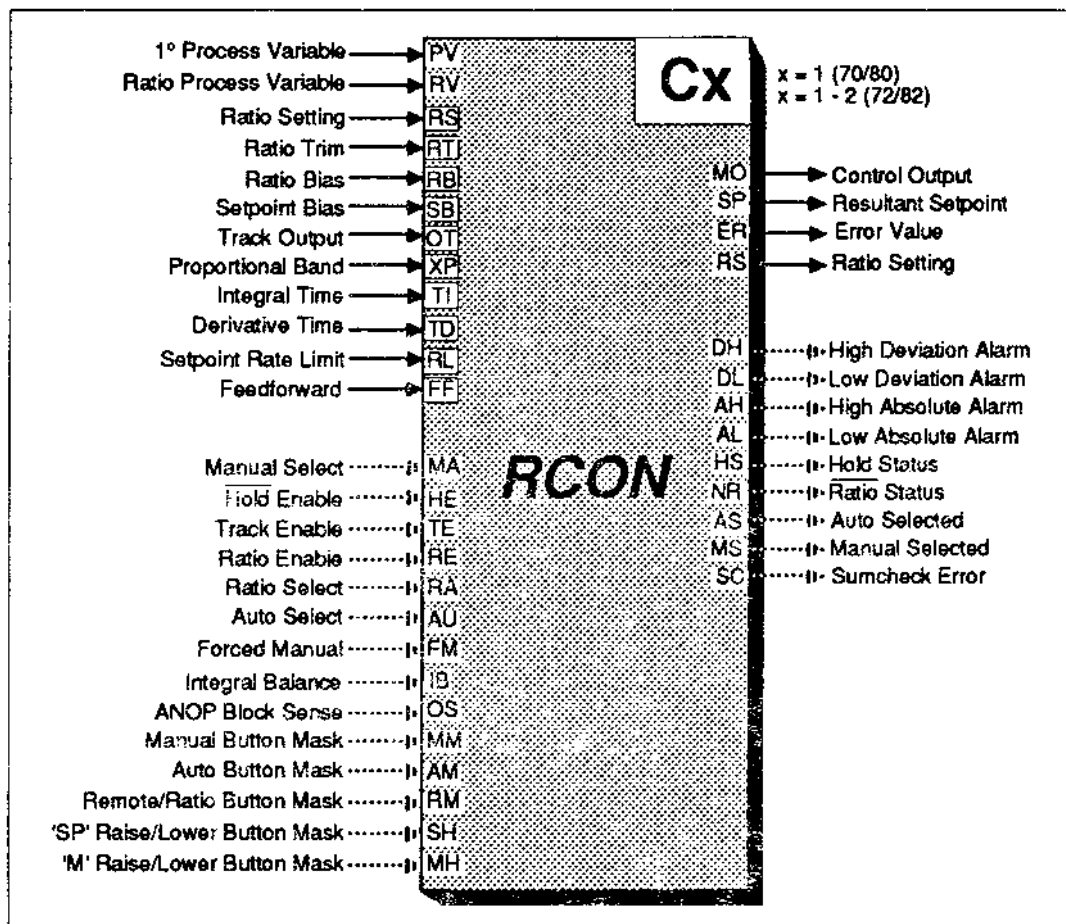 1º Process Variable PV
Ratio Process Variable RV
Ratio Setting RS
Ratio Trim RT
Ratio Bias RB
Setpoint Bias SB
Track Output OT
Proportional Band XP
Integral Time TI
Derivative Time TD
Setpoint Rate Limit RL
Feedforward FF
Manual Select MA
Hold Enable HE
Track Enable TE
Ratio Enable RE
Ratio Select RA
Auto Select AU
Forced Manual FM
Integral Balance IB
ANOP Block Sense OS
Manual Button Mask MM
Auto Button Mask AM
Remote/Ratio Button Mask RM
'SP' Raise/Lower Button Mask SH
'M' Raise/Lower Button Mask MH
Cx
x = 1 (70/80)
x = 1 - 2 (72/82)
RCON
MO Control Output
SP Resultant Setpoint
ER Error Value
RS Ratio Setting
DH High Deviation Alarm
DL Low Deviation Alarm
AH High Absolute Alarm
AL Low Absolute Alarm
HS Hold Status
NR Ratio Status
AS Auto Selected
MS Manual Selected
SC Sumcheck Error